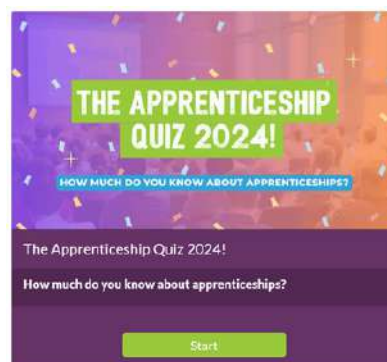 THE APPRENTICESHIP
QUIZ 2024!
HOW MUCH DO YOU KNOW ABOUT APPRENTICESHIPS?
The Apprenticeship Quiz 2024!
How much do you know about apprenticeships?
Start